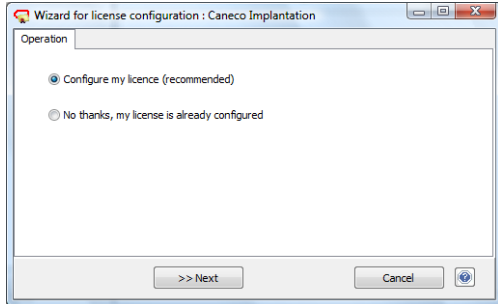 Wizard for license configuration : Caneco Implantation
Operation
Configure my licence (recommended)
No thanks, my license is already configured
>> Next
Cancel